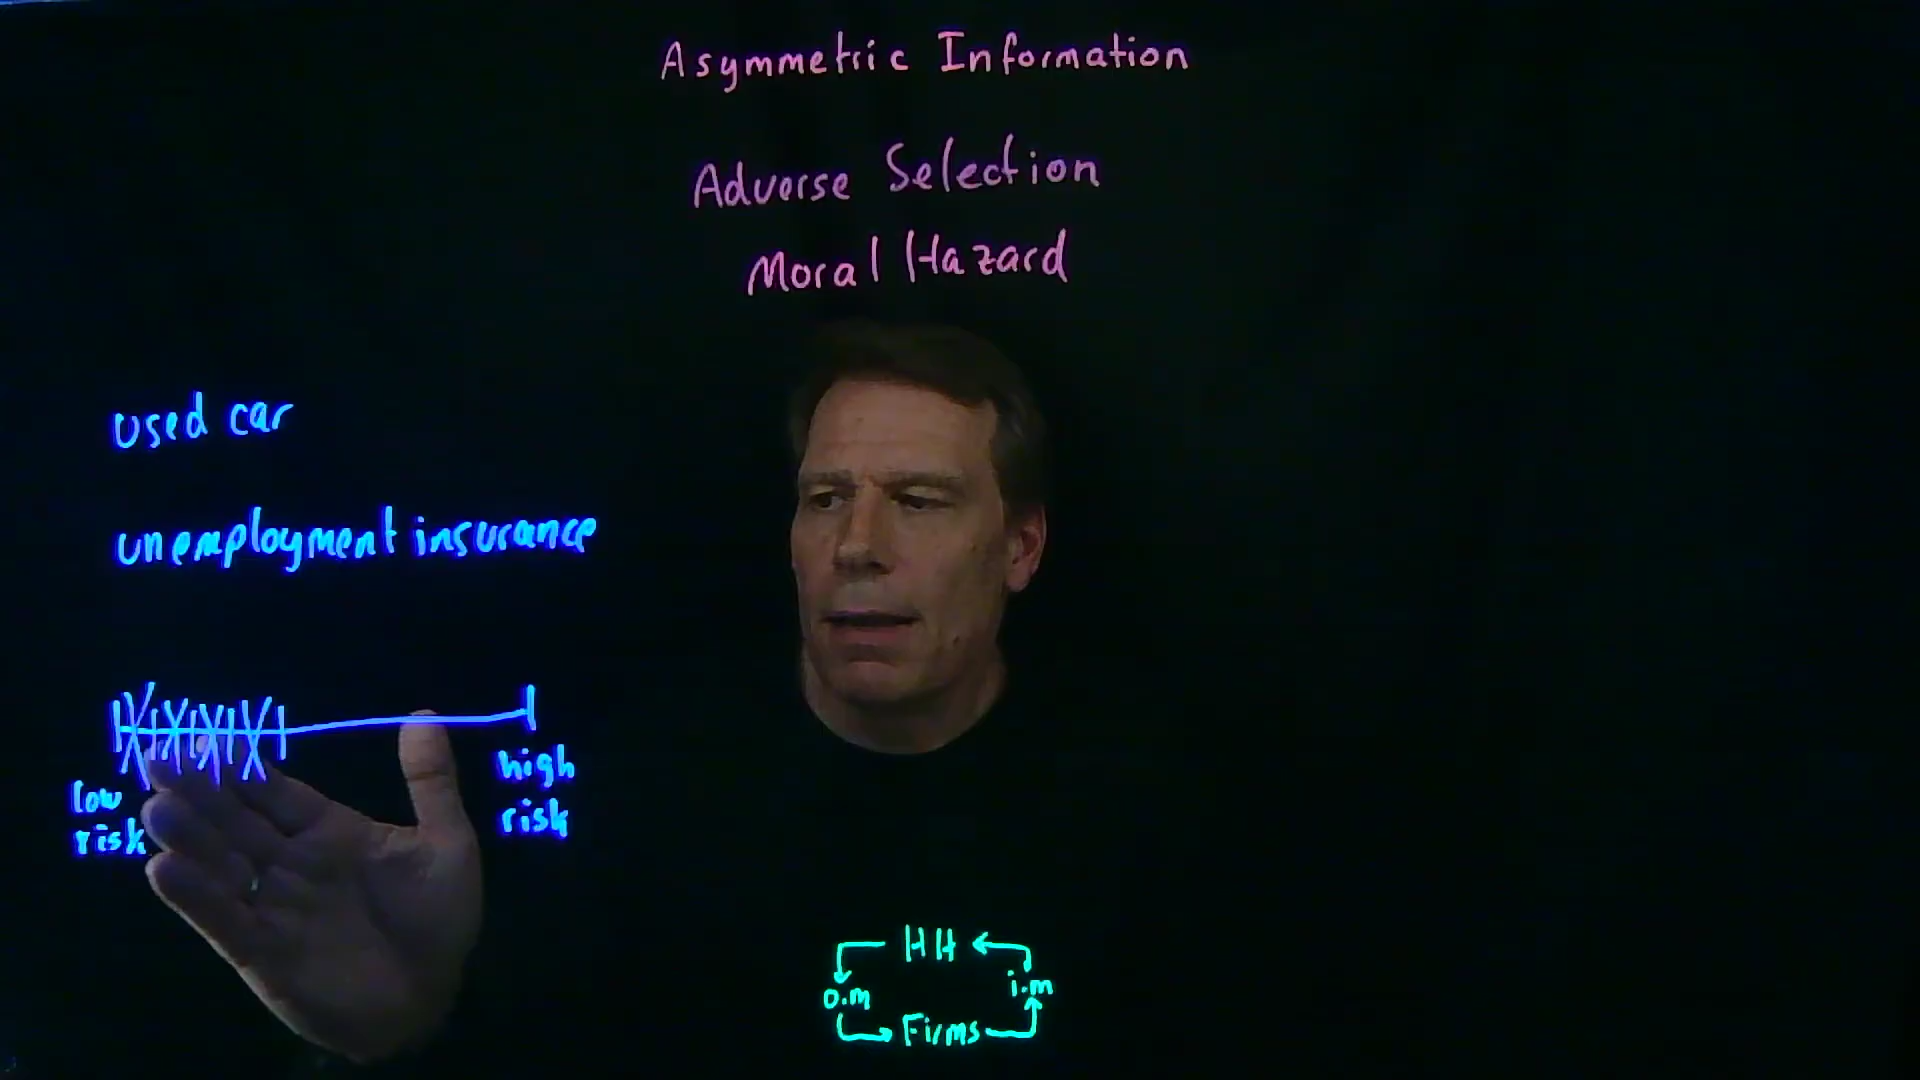 Asymmetric Information
Adverse Selection
Moral Hazard
used car
unemployment insurance
low
risk
high
risk
HH
o.m
i.m
Firms